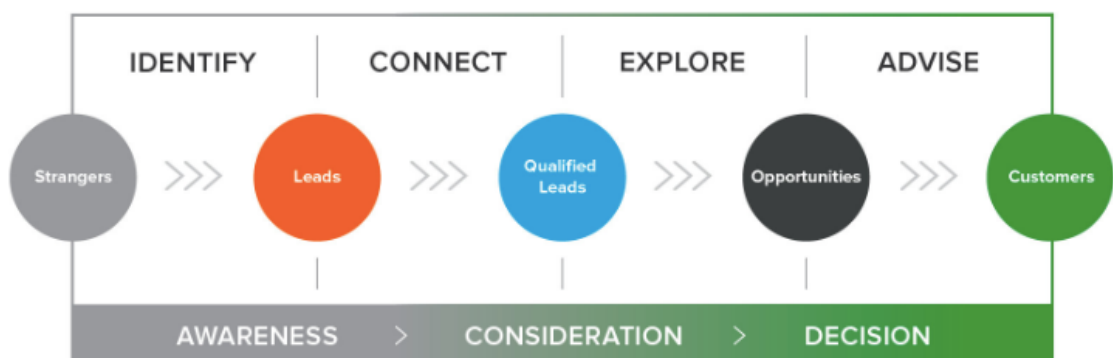 IDENTIFY
CONNECT
EXPLORE
ADVISE
Strangers
Leads
Qualified
Leads
Opportunities
Customers
AWARENESS > CONSIDERATION > DECISION